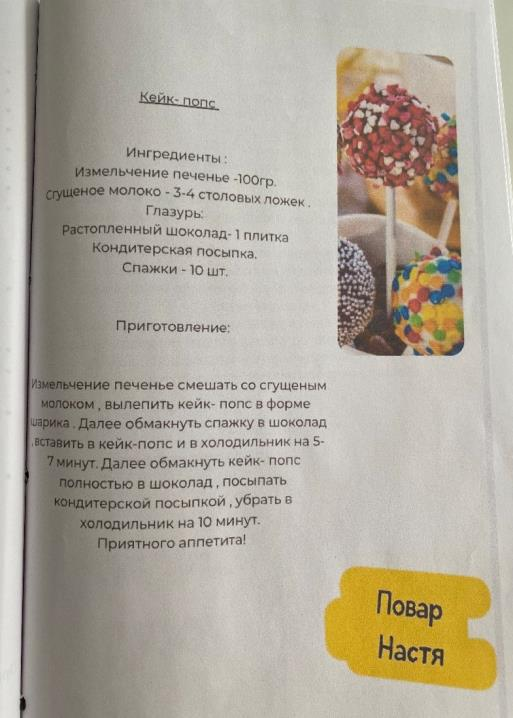 Кейк- попс
Ингредиенты :
Измельчение печенье -100гр.
Сгущеное молоко - 3-4 столовых ложек .
Глазурь:
Растопленный шоколад- 1 плитка
Кондитерская посыпка.
Спажки - 10 шт.
Приготовление:
Измельчение печенье смешать со сгущеным
молоком , вылепить кейк- попс в форме
шарика . Далее обмакнуть спажку в шоколад
,вставить в кейк-попс и в холодильник на 5-
7 минут. Далее обмакнуть кейк- попс
полностью в шоколад , посыпать
кондитерской посыпкой , убрать в
холодильник на 10 минут.
Приятного аппетита!
Повар
Настя